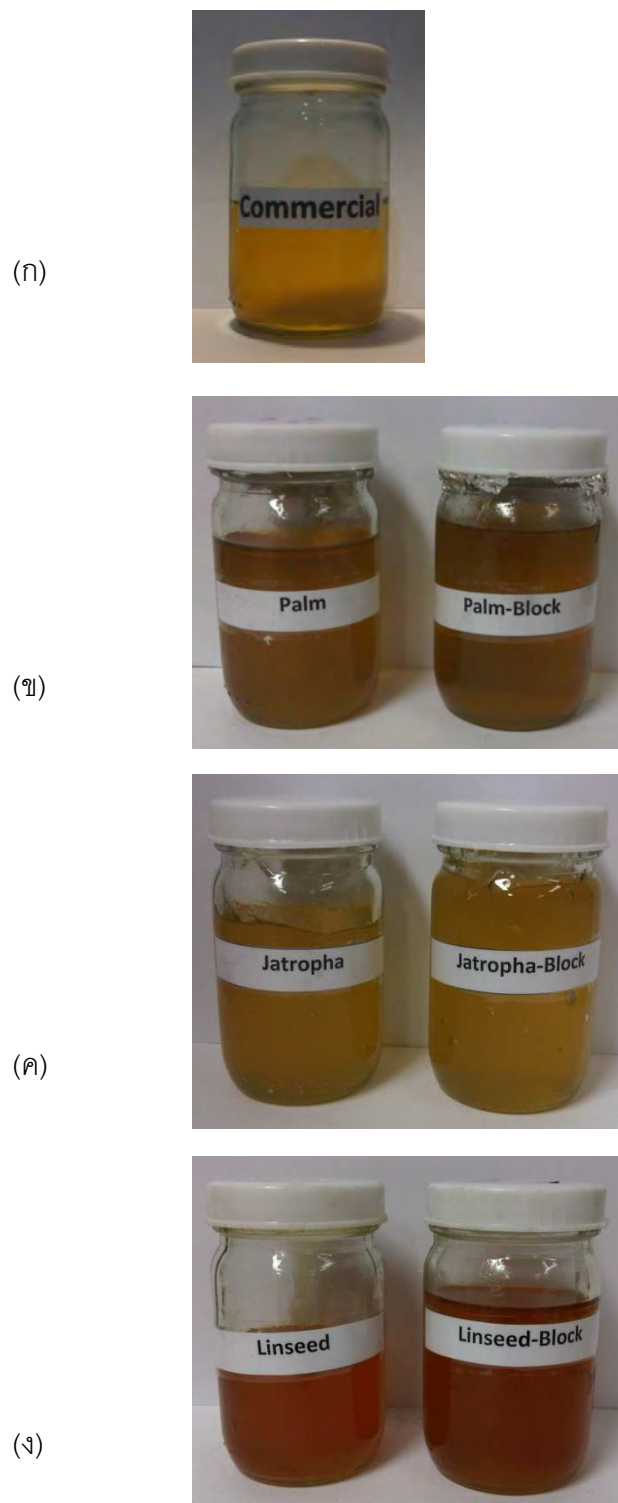 Commercial
(ก)
Palm
Palm-Block
(ข)
Jatropha
Jatropha-Block
(ค)
Linseed
Linseed-Block
(ง)